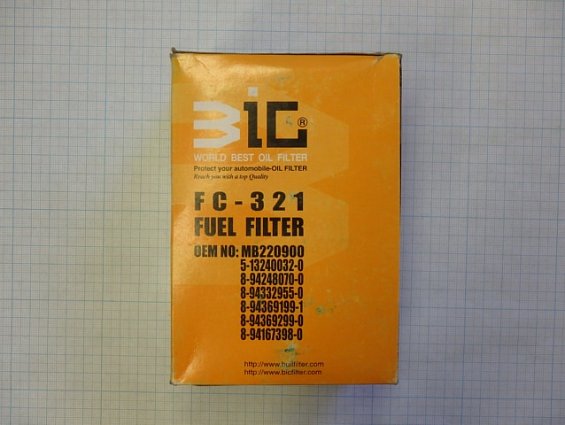 BIG®
WORLD BEST OIL FILTER
Protect your automobile-OIL FILTER
Reach you with a top Quality
FC-321
FUEL FILTER
OEM NO: MB220900
5-13240032-0
8-94248070-0
8-94332955-0
8-94369199-1
8-94369299-0
8-94167398-0
http://www.huilfilter.com
http://www.bicfilter.com